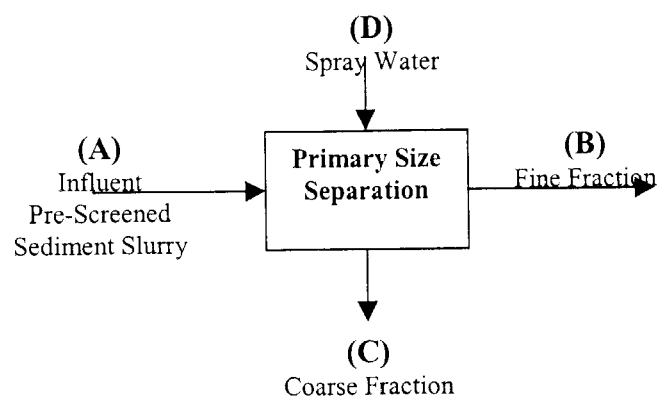 (D)
Spray Water
(A)
Influent
Pre-Screened
Sediment Slurry
Primary Size
Separation
(B)
Fine Fraction
(C)
Coarse Fraction